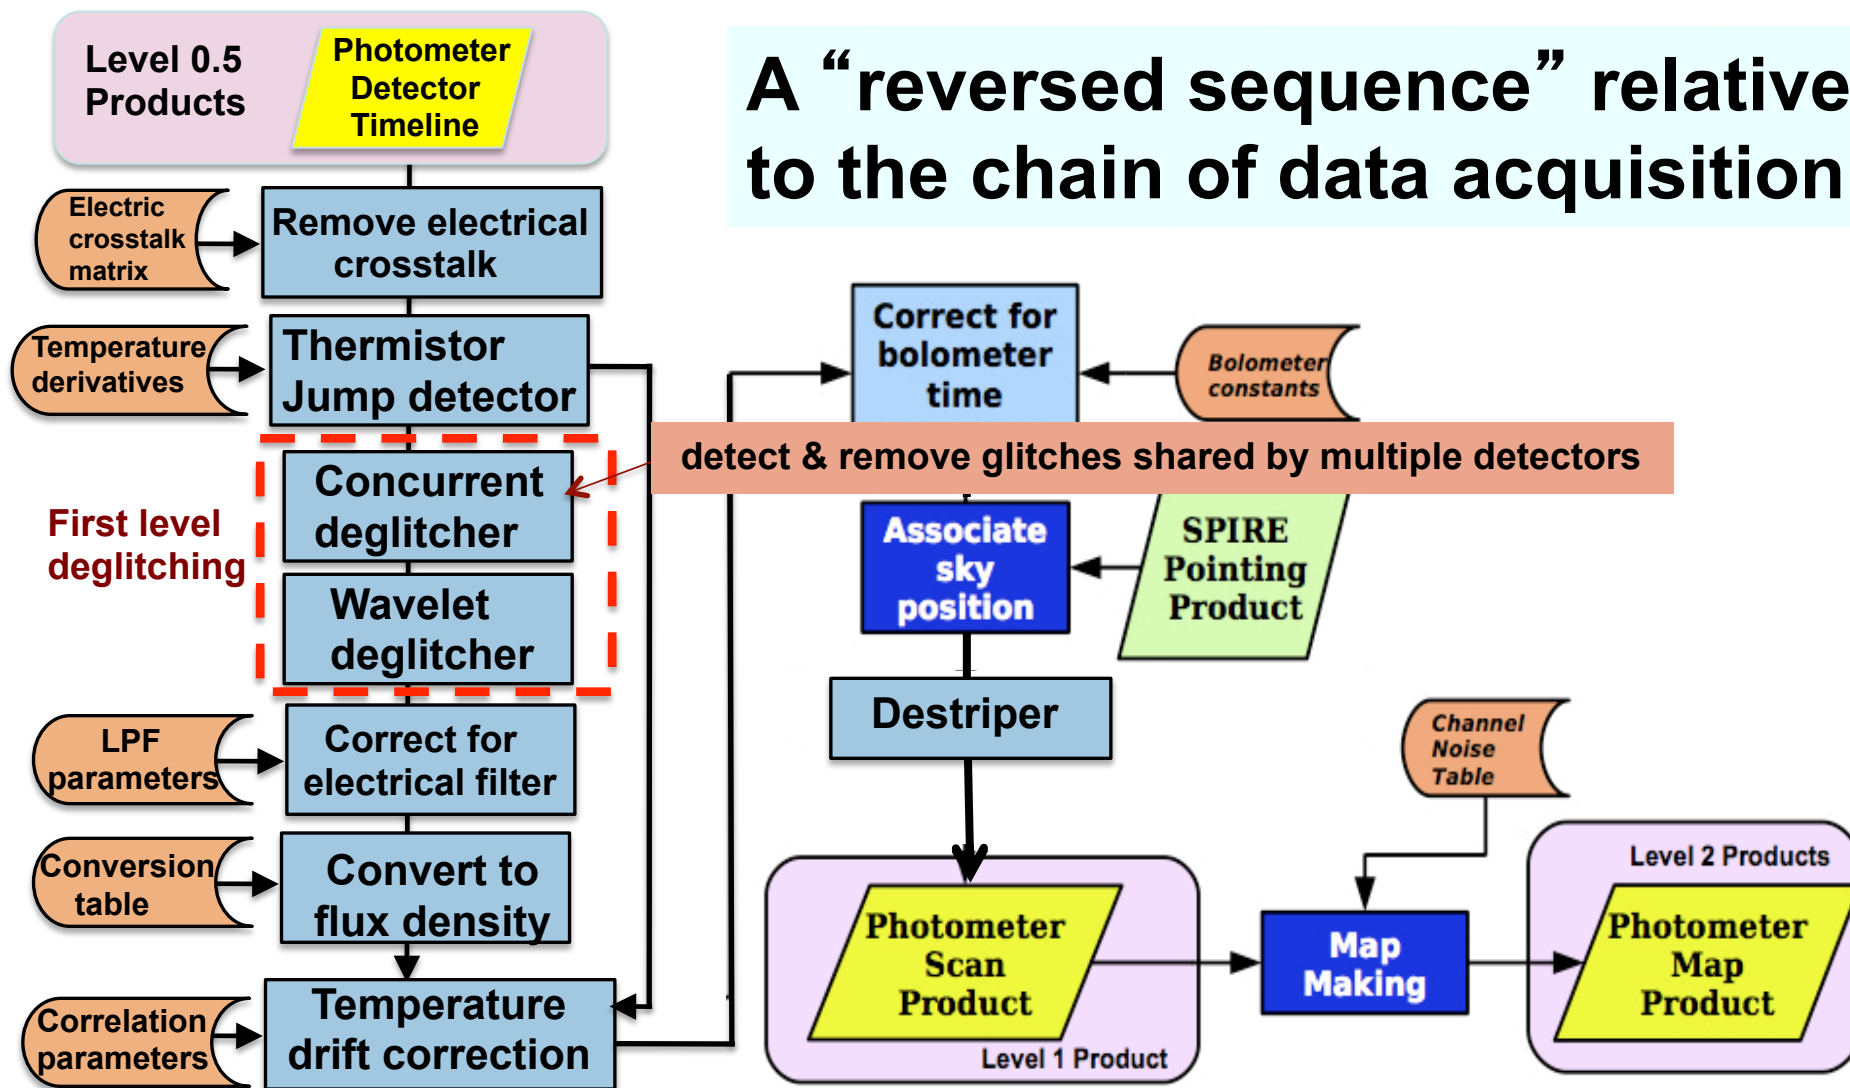 Level 0.5
Products
Photometer
Detector
Timeline
A “reversed sequence” relative
to the chain of data acquisition
Electric
crosstalk
matrix
Remove electrical
crosstalk
Temperature
derivatives
Thermistor
Jump detector
First level
deglitching
Concurrent
deglitcher
detect & remove glitches shared by multiple detectors
Wavelet
deglitcher
LPF
parameters
Correct for
electrical filter
Conversion
table
Convert to
flux density
Correlation
parameters
Temperature
drift correction
Correct for
bolometer
time
Bolometer
constants
Associate
sky
position
SPIRE
Pointing
Product
Destriper
Channel
Noise
Table
Photometer
Scan
Product
Level 1 Product
Map
Making
Level 2 Products
Photometer
Map
Product